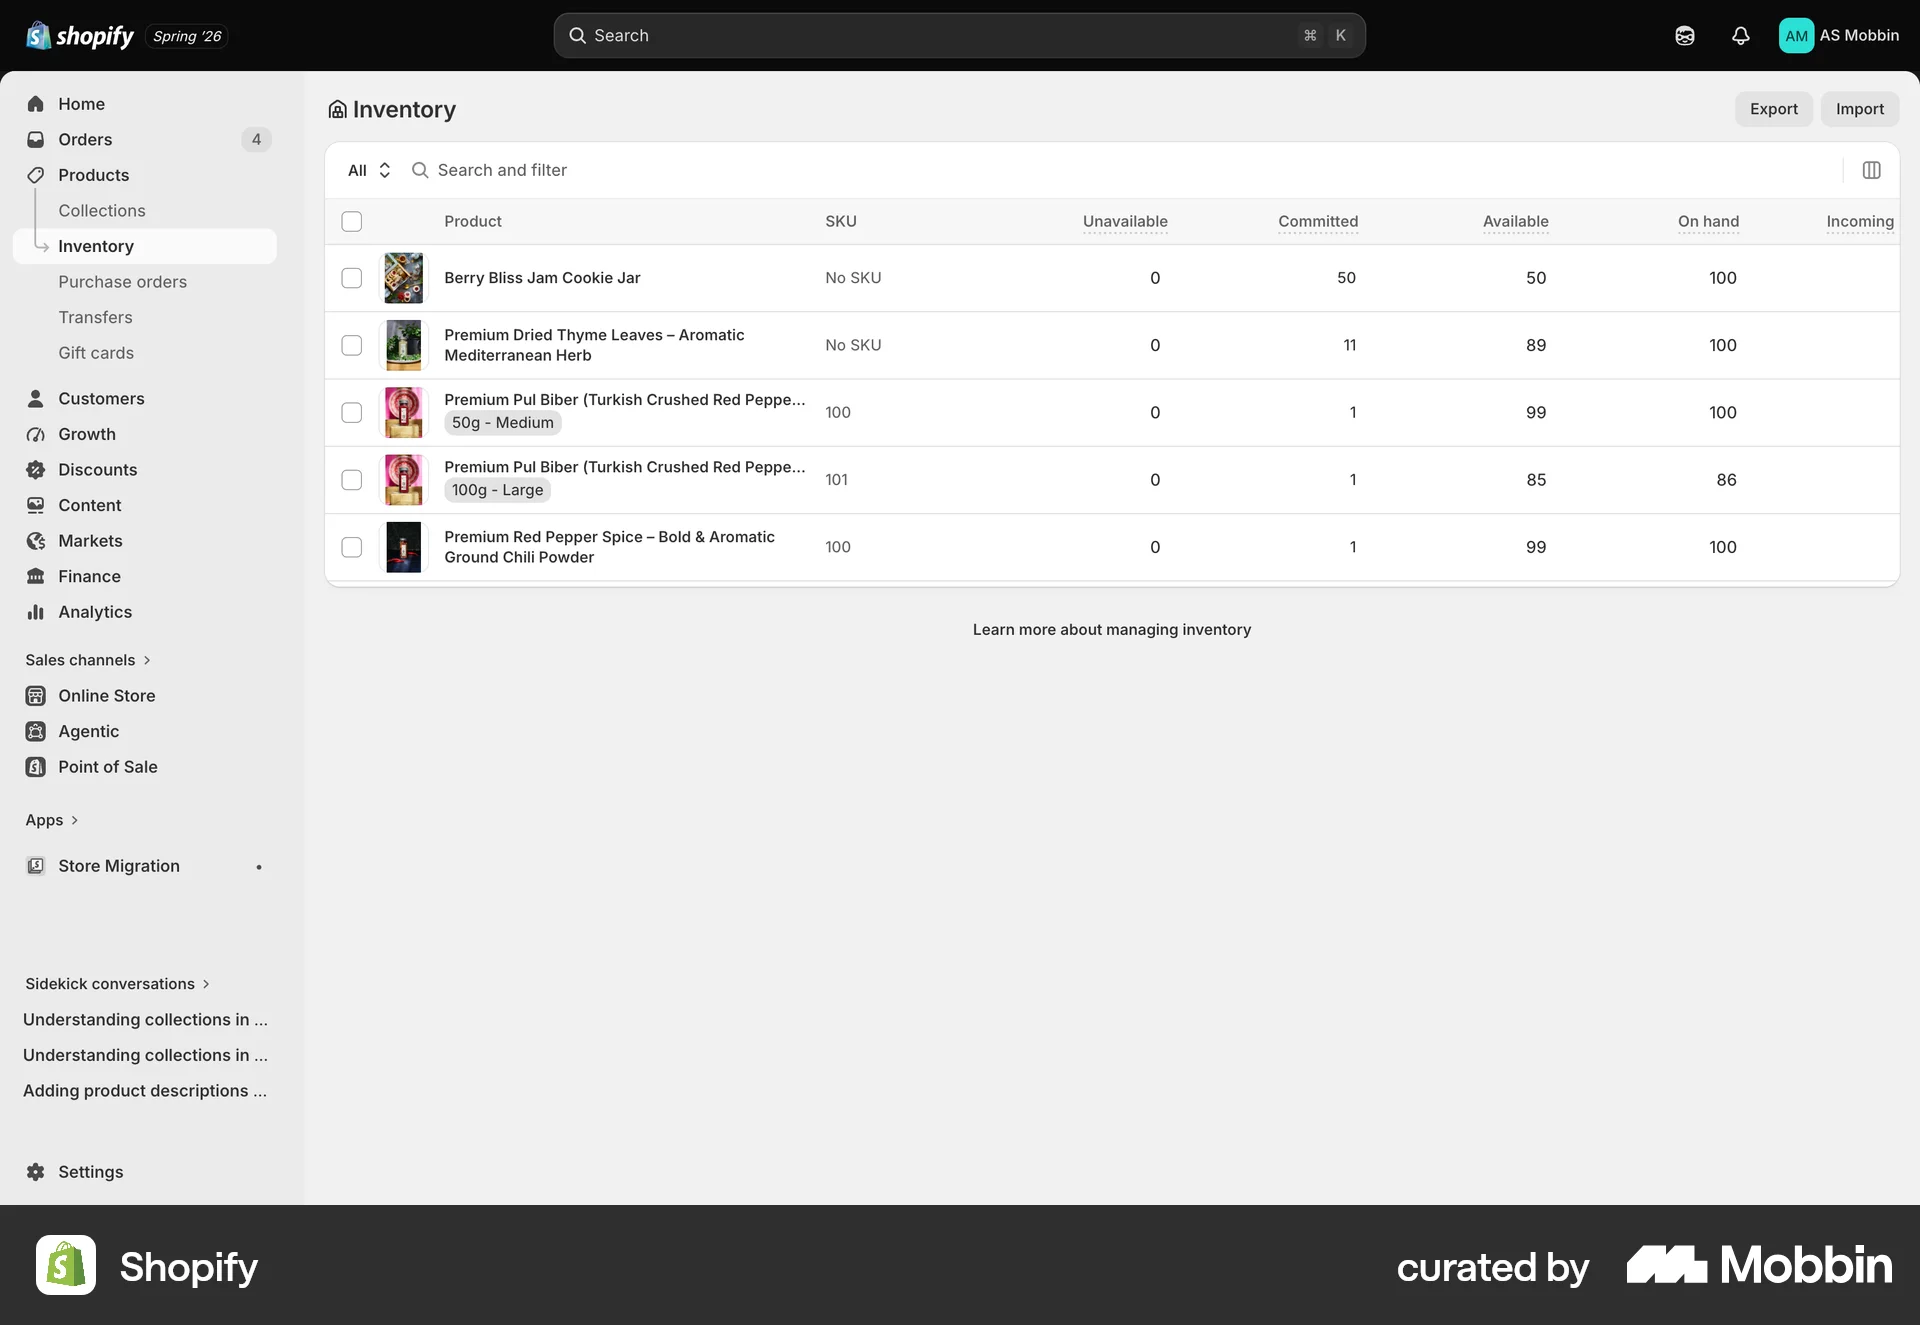 shopify
Spring '26
Search
⌘ K
AM
AS Mobbin
Home
Orders
4
Products
Collections
Inventory
Purchase orders
Transfers
Gift cards
Customers
Growth
Discounts
Content
Markets
Finance
Analytics
Sales channels
Online Store
Agentic
Point of Sale
Apps
Store Migration
Sidekick conversations
Understanding collections in ...
Understanding collections in ...
Adding product descriptions ...
Settings
Inventory
Export
Import
All
Search and filter
Product SKU Unavailable Committed Available On hand Incoming
Berry Bliss Jam Cookie Jar No SKU 0 50 50 100
Premium Dried Thyme Leaves – Aromatic
Mediterranean Herb
No SKU 0 11 89 100
Premium Pul Biber (Turkish Crushed Red Peppe...
50g - Medium
100 0 1 99 100
Premium Pul Biber (Turkish Crushed Red Peppe...
100g - Large
101 0 1 85 86
Premium Red Pepper Spice – Bold & Aromatic
Ground Chili Powder
100 0 1 99 100
Learn more about managing inventory
Shopify
curated by
Mobbin